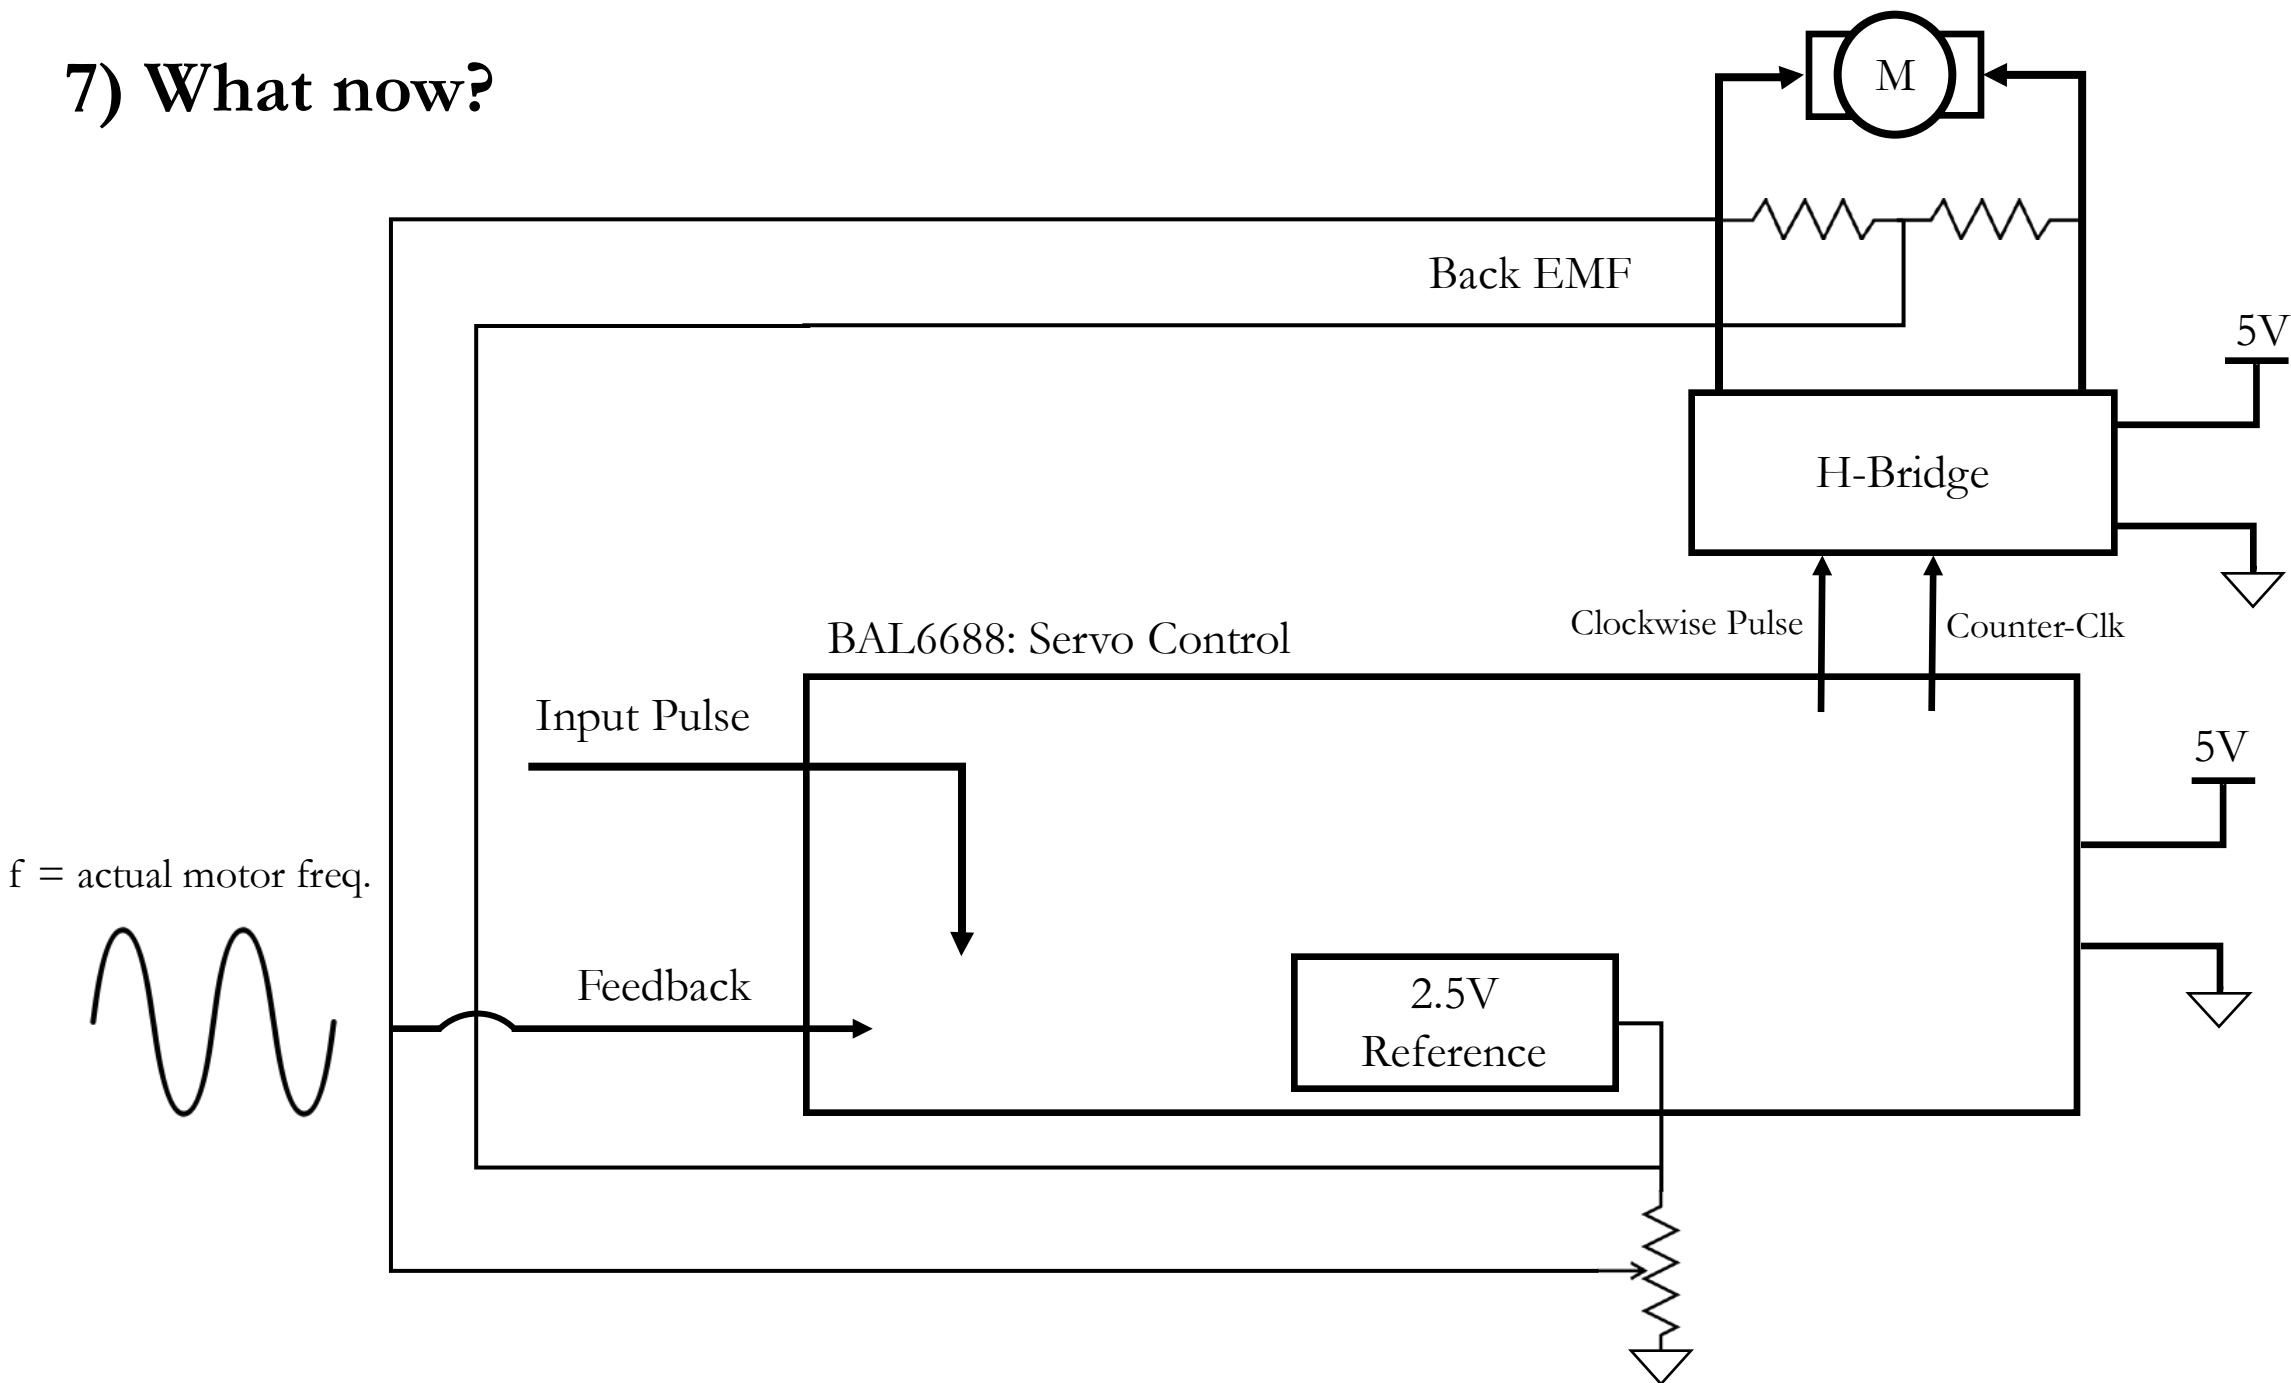 7) What now?
M
Back EMF
5V
H-Bridge
Clockwise Pulse
Counter-Clk
BAL6688: Servo Control
Input Pulse
5V
f = actual motor freq.
Feedback
2.5V
Reference